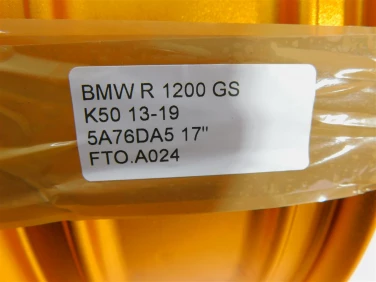 BMW R 1200 GS
K50 13-19
5A76DA5 17"
FTO.A024